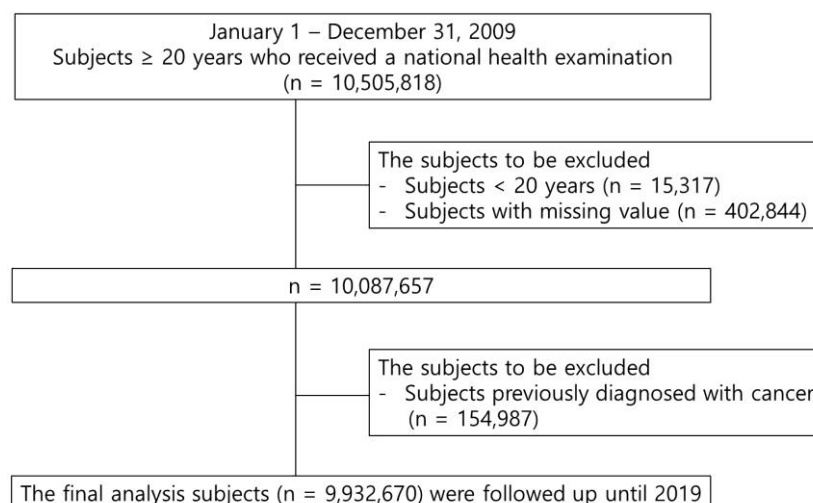 January 1 – December 31, 2009
Subjects ≥ 20 years who received a national health examination
(n = 10,505,818)
The subjects to be excluded
- Subjects < 20 years (n = 15,317)
- Subjects with missing value (n = 402,844)
n = 10,087,657
The subjects to be excluded
- Subjects previously diagnosed with cancer
(n = 154,987)
The final analysis subjects (n = 9,932,670) were followed up until 2019